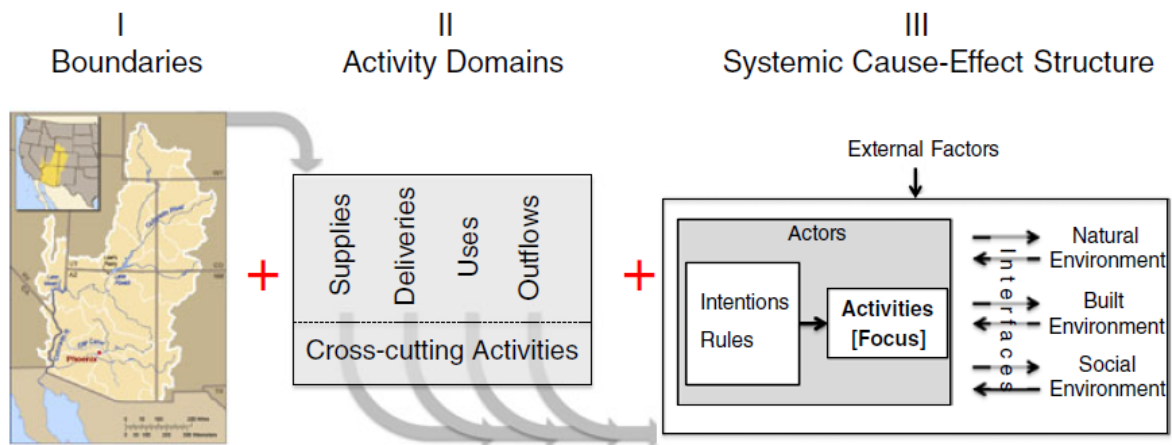 I
Boundaries
II
Activity Domains
III
Systemic Cause-Effect Structure
Phoenix
Supplies
Deliveries
Uses
Outflows
Cross-cutting Activities
External Factors
Actors
Intentions
Rules
Activities
[Focus]
Interfaces
Natural
Environment
Built
Environment
Social
Environment